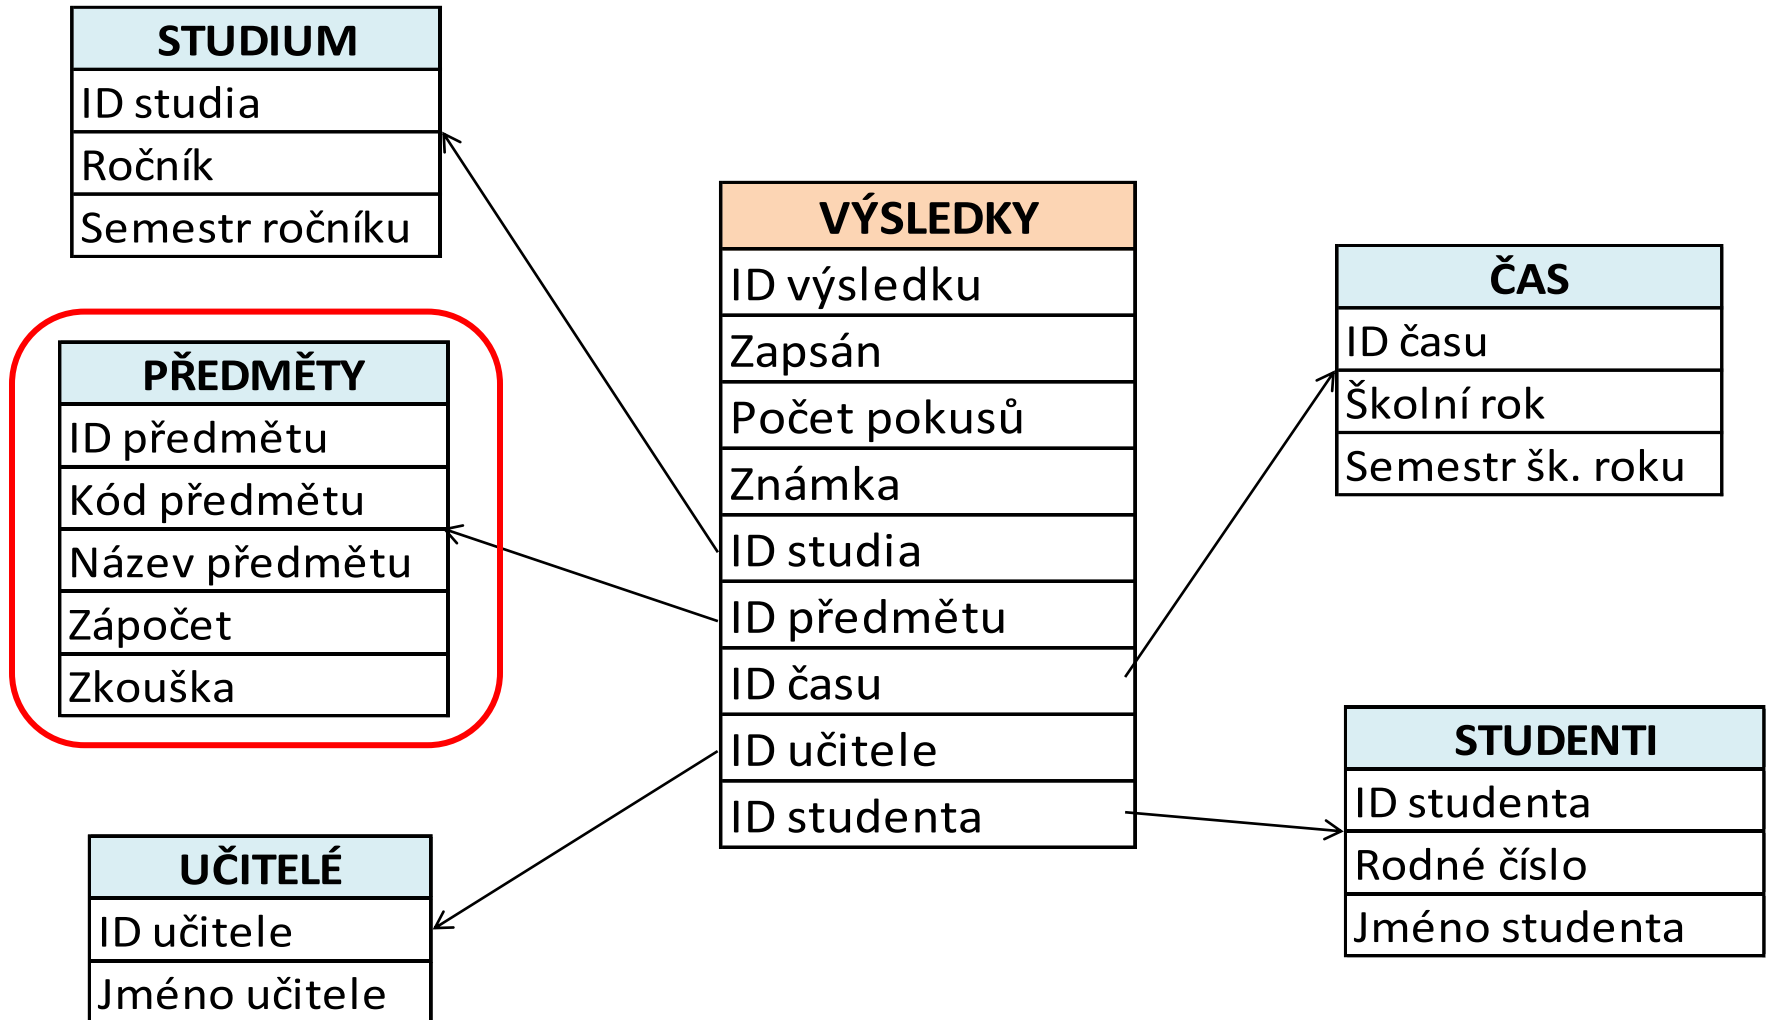 STUDIUM
ID studia
Ročník
Semestr ročníku
PŘEDMĚTY
ID předmětu
Kód předmětu
Název předmětu
Zápočet
Zkouška
UČITELÉ
ID učitele
Jméno učitele
VÝSLEDKY
ID výsledku
Zapsán
Počet pokusů
Známka
ID studia
ID předmětu
ID času
ID učitele
ID studenta
ČAS
ID času
Školní rok
Semestr šk. roku
STUDENTI
ID studenta
Rodné číslo
Jméno studenta